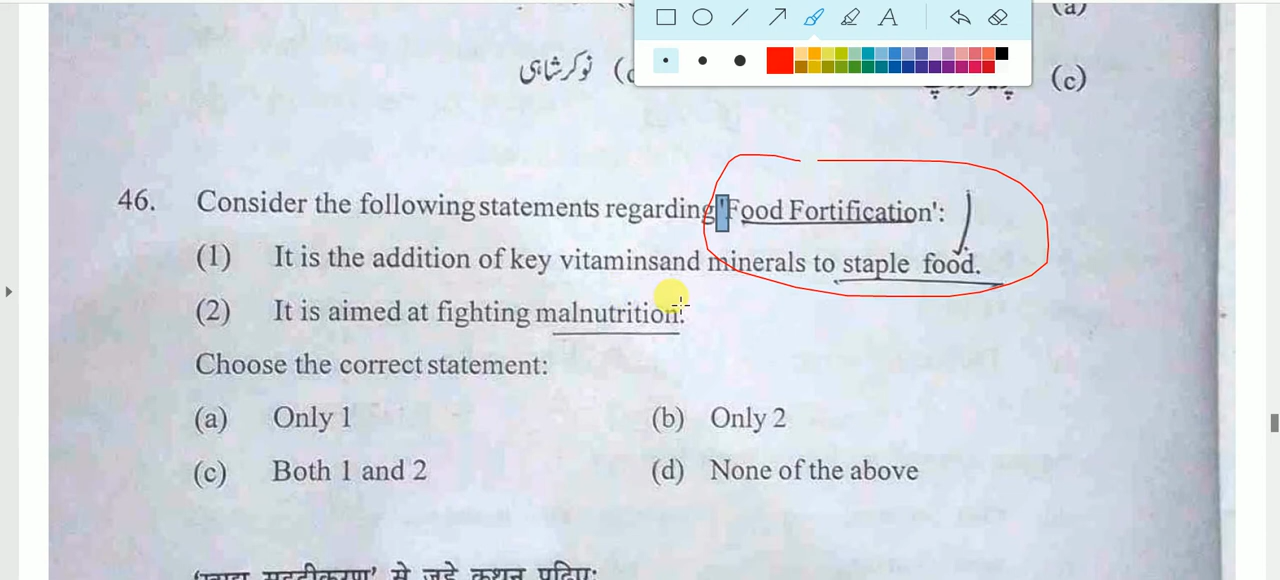 (a)
نوکرشاہی
(c)
46. Consider the following statements regarding 'Food Fortification':
(1) It is the addition of key vitaminsand minerals to staple food.
(2) It is aimed at fighting malnutrition.
Choose the correct statement:
(a) Only 1 (b) Only 2
(c) Both 1 and 2 (d) None of the above
से जुड़े कथन पढ़िए: